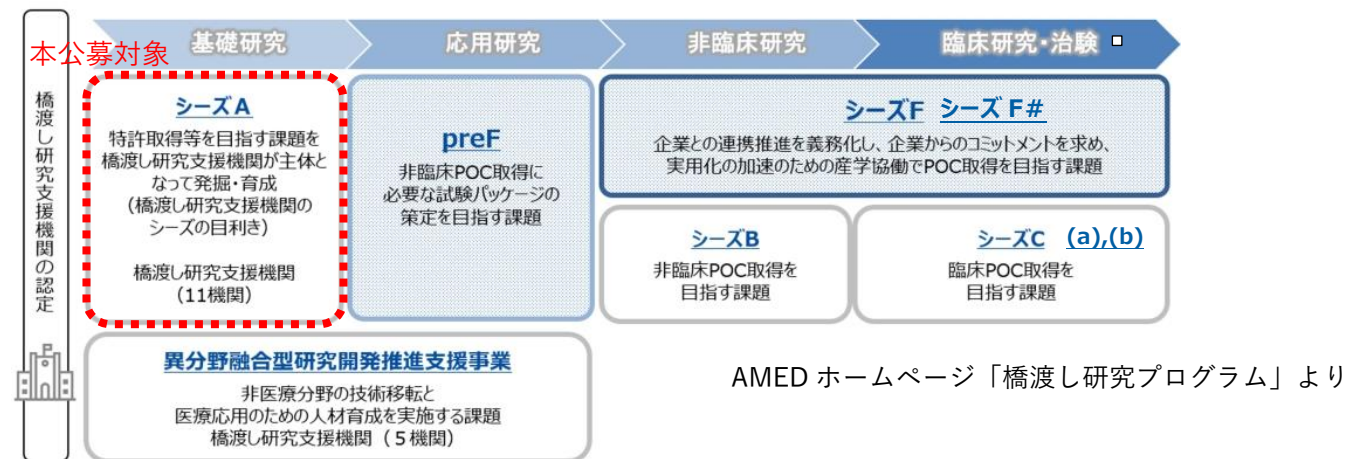 本公募対象
基礎研究
応用研究
非臨床研究
臨床研究・治験
橋渡し研究支援機関の認定
シーズA
特許取得等を目指す課題を
橋渡し研究支援機関が主体と
なって発掘・育成
(橋渡し研究支援機関の
シーズの目利き)
橋渡し研究支援機関
(11機関)
preF
非臨床POC取得に
必要な試験パッケージの
策定を目指す課題
シーズF シーズ F#
企業との連携推進を義務化し、企業からのコミットメントを求め、
実用化の加速のための産学協働でPOC取得を目指す課題
シーズB
非臨床POC取得を
目指す課題
シーズC (a),(b)
臨床POC取得を
目指す課題
異分野融合型研究開発推進支援事業
非医療分野の技術移転と
医療応用のための人材育成を実施する課題
橋渡し研究支援機関(5機関)
AMED ホームページ「橋渡し研究プログラム」より